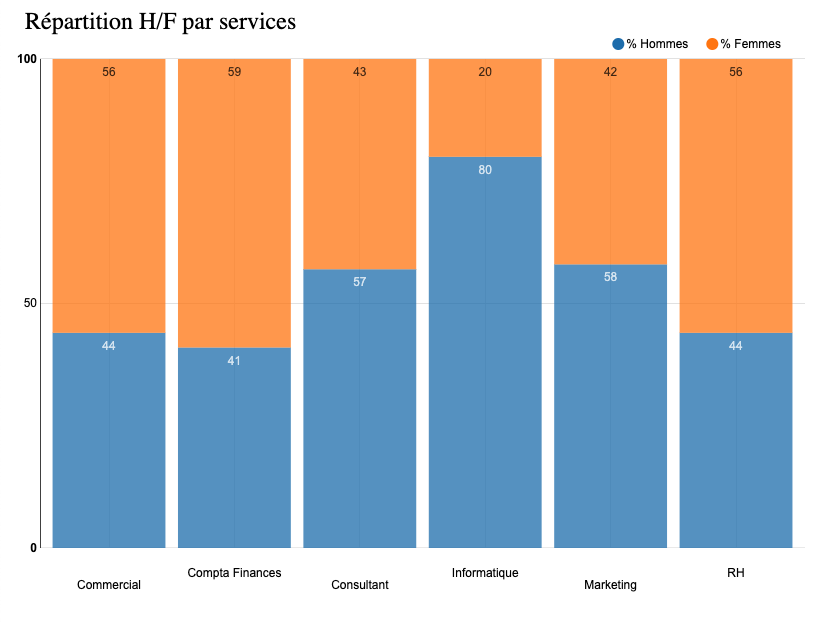 Répartition H/F par services
% Hommes % Femmes
100
56 59 43 20 42 56
80
57 58
50
44 41 44
0
Commercial Compta Finances Consultant Informatique Marketing RH